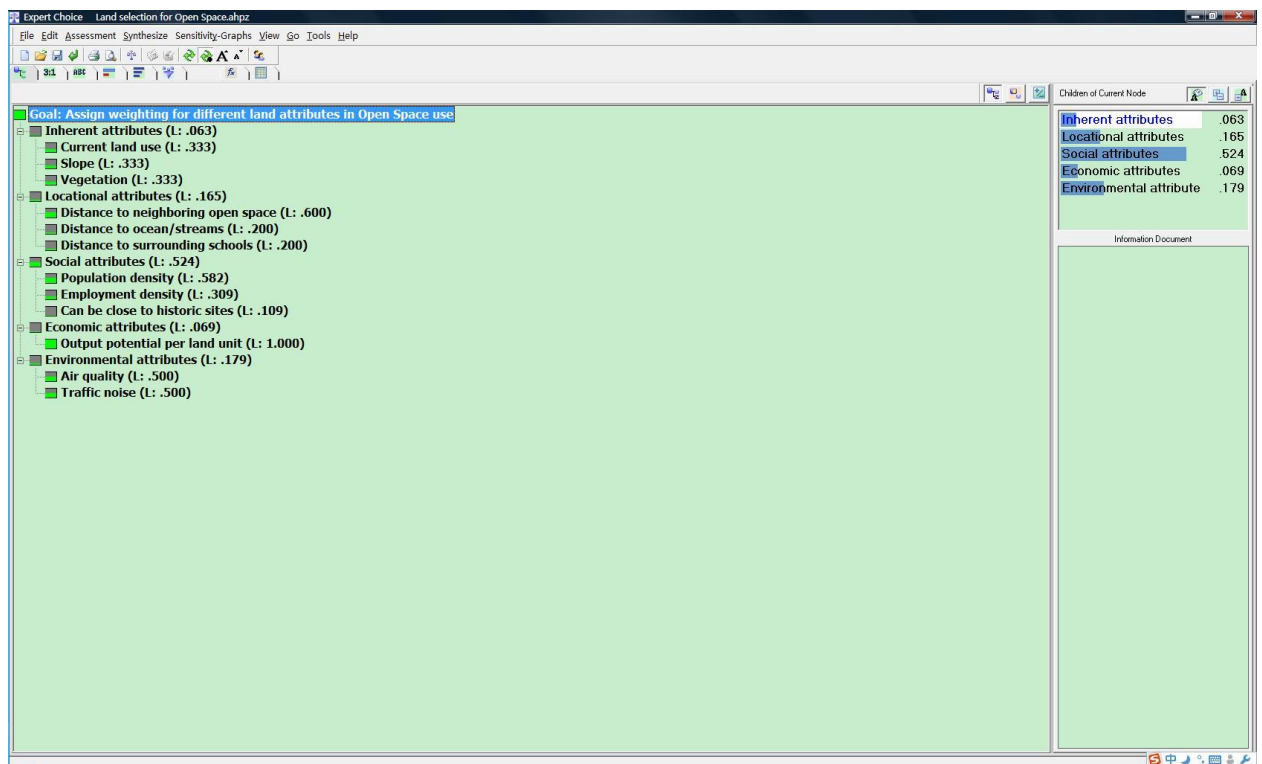 Expert Choice Land selection for Open Space.ahpz
File Edit Assessment Synthesize Sensitivity-Graphs View Go Tools Help
A A
3:1 ABC fx
Children of Current Node
Goal: Assign weighting for different land attributes in Open Space use
Inherent attributes (L: .063)
Current land use (L: .333)
Slope (L: .333)
Vegetation (L: .333)
Locational attributes (L: .165)
Distance to neighboring open space (L: .600)
Distance to ocean/streams (L: .200)
Distance to surrounding schools (L: .200)
Social attributes (L: .524)
Population density (L: .582)
Employment density (L: .309)
Can be close to historic sites (L: .109)
Economic attributes (L: .069)
Output potential per land unit (L: 1.000)
Environmental attributes (L: .179)
Air quality (L: .500)
Traffic noise (L: .500)
Inherent attributes .063
Locational attributes .165
Social attributes .524
Economic attributes .069
Environmental attribute .179
Information Document
中